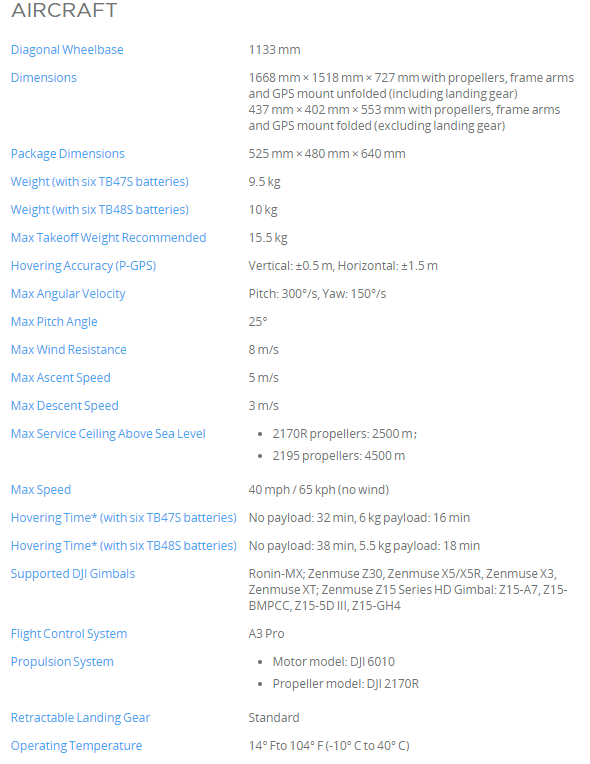 AIRCRAFT
Diagonal Wheelbase 1133 mm
Dimensions 1668 mm × 1518 mm × 727 mm with propellers, frame arms
and GPS mount unfolded (including landing gear)
437 mm × 402 mm × 553 mm with propellers, frame arms
and GPS mount folded (excluding landing gear)
Package Dimensions 525 mm × 480 mm × 640 mm
Weight (with six TB47S batteries) 9.5 kg
Weight (with six TB48S batteries) 10 kg
Max Takeoff Weight Recommended 15.5 kg
Hovering Accuracy (P-GPS) Vertical: ±0.5 m, Horizontal: ±1.5 m
Max Angular Velocity Pitch: 300°/s, Yaw: 150°/s
Max Pitch Angle 25°
Max Wind Resistance 8 m/s
Max Ascent Speed 5 m/s
Max Descent Speed 3 m/s
Max Service Ceiling Above Sea Level • 2170R propellers: 2500 m;
• 2195 propellers: 4500 m
Max Speed 40 mph / 65 kph (no wind)
Hovering Time* (with six TB47S batteries) No payload: 32 min, 6 kg payload: 16 min
Hovering Time* (with six TB48S batteries) No payload: 38 min, 5.5 kg payload: 18 min
Supported DJI Gimbals Ronin-MX; Zenmuse Z30, Zenmuse X5/X5R, Zenmuse X3,
Zenmuse XT; Zenmuse Z15 Series HD Gimbal: Z15-A7, Z15-
BMPCC, Z15-5D III, Z15-GH4
Flight Control System A3 Pro
Propulsion System • Motor model: DJI 6010
• Propeller model: DJI 2170R
Retractable Landing Gear Standard
Operating Temperature 14° Fto 104° F (-10° C to 40° C)